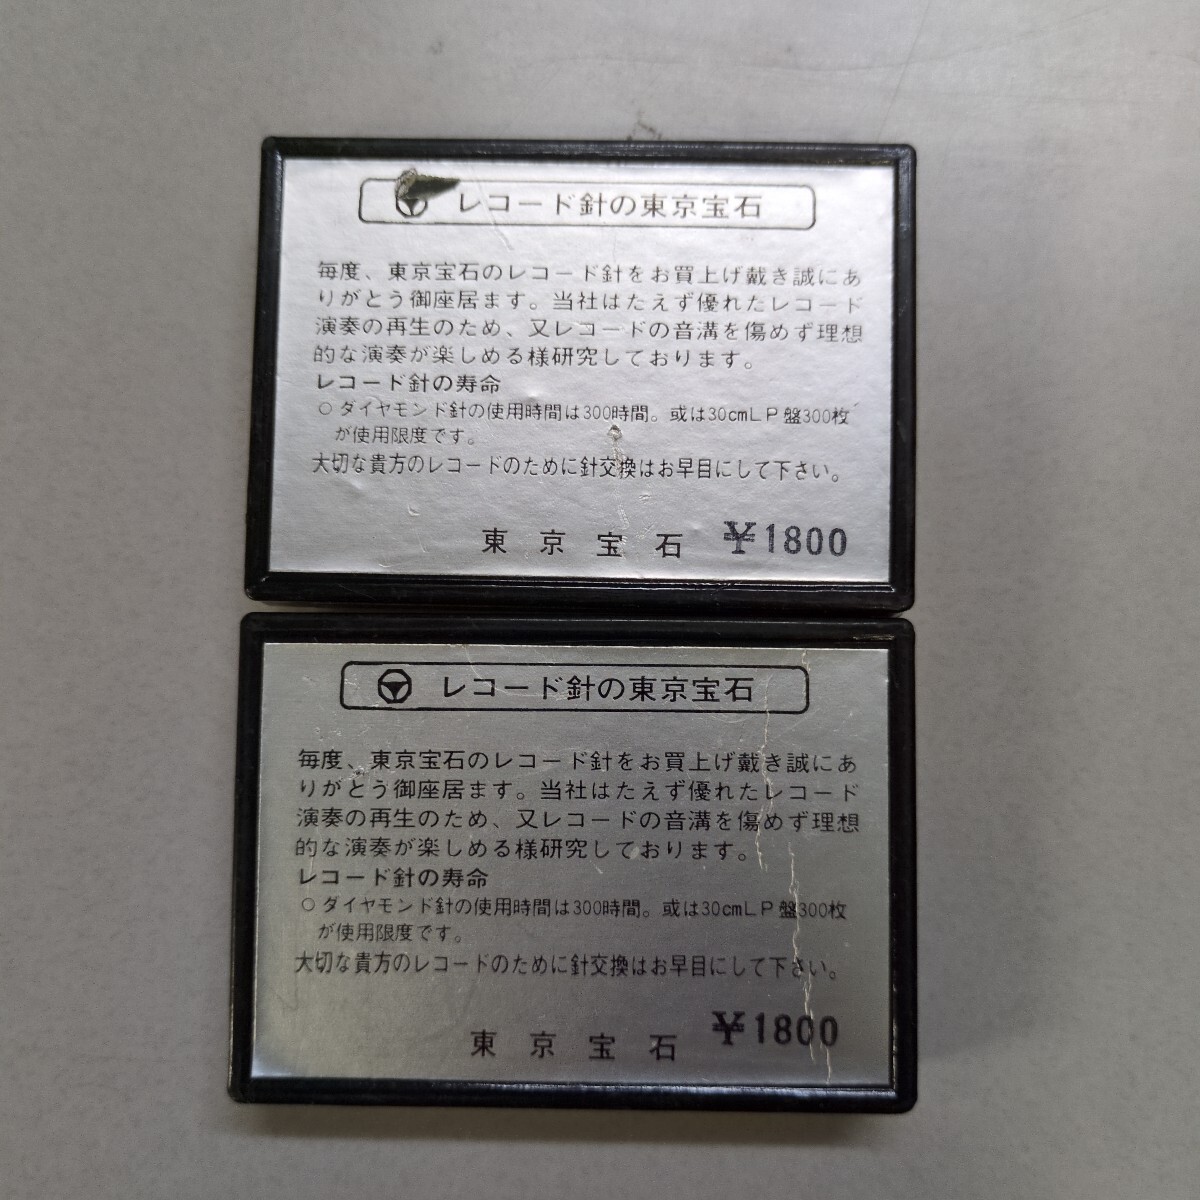 レコード針の東京宝石
毎度、東京宝石のレコード針をお買上げ戴き誠にあ
りがとう御座居ます。当社はたえず優れたレコード
演奏の再生のため、又レコードの音溝を傷めず理想
的な演奏が楽しめる様研究しております。
レコード針の寿命
○ダイヤモンド針の使用時間は300時間。或は30cmLP盤300枚
が使用限度です。
大切な貴方のレコードのために針交換はお早目にして下さい。
東京宝石 ¥1800
レコード針の東京宝石
毎度、東京宝石のレコード針をお買上げ戴き誠にあ
りがとう御座居ます。当社はたえず優れたレコード
演奏の再生のため、又レコードの音溝を傷めず理想
的な演奏が楽しめる様研究しております。
レコード針の寿命
○ダイヤモンド針の使用時間は300時間。或は30cmLP盤300枚
が使用限度です。
大切な貴方のレコードのために針交換はお早目にして下さい。
東京宝石 ¥1800